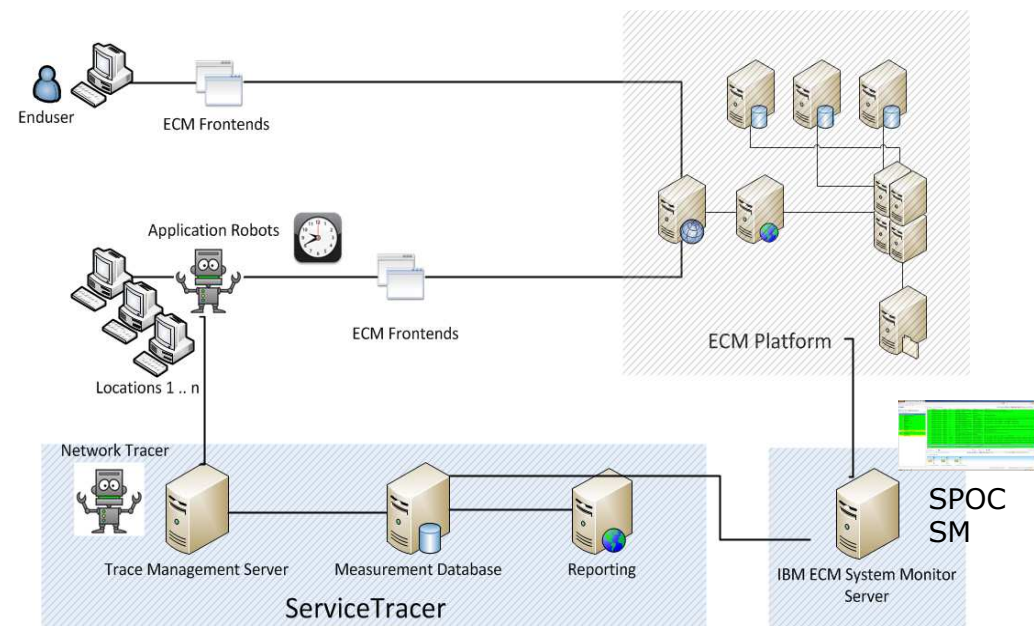 Enduser
ECM Frontends
Application Robots
ECM Frontends
ECM Platform
Locations 1 .. n
Network Tracer
SPOC
SM
Trace Management Server
Measurement Database
Reporting
IBM ECM System Monitor
Server
ServiceTracer